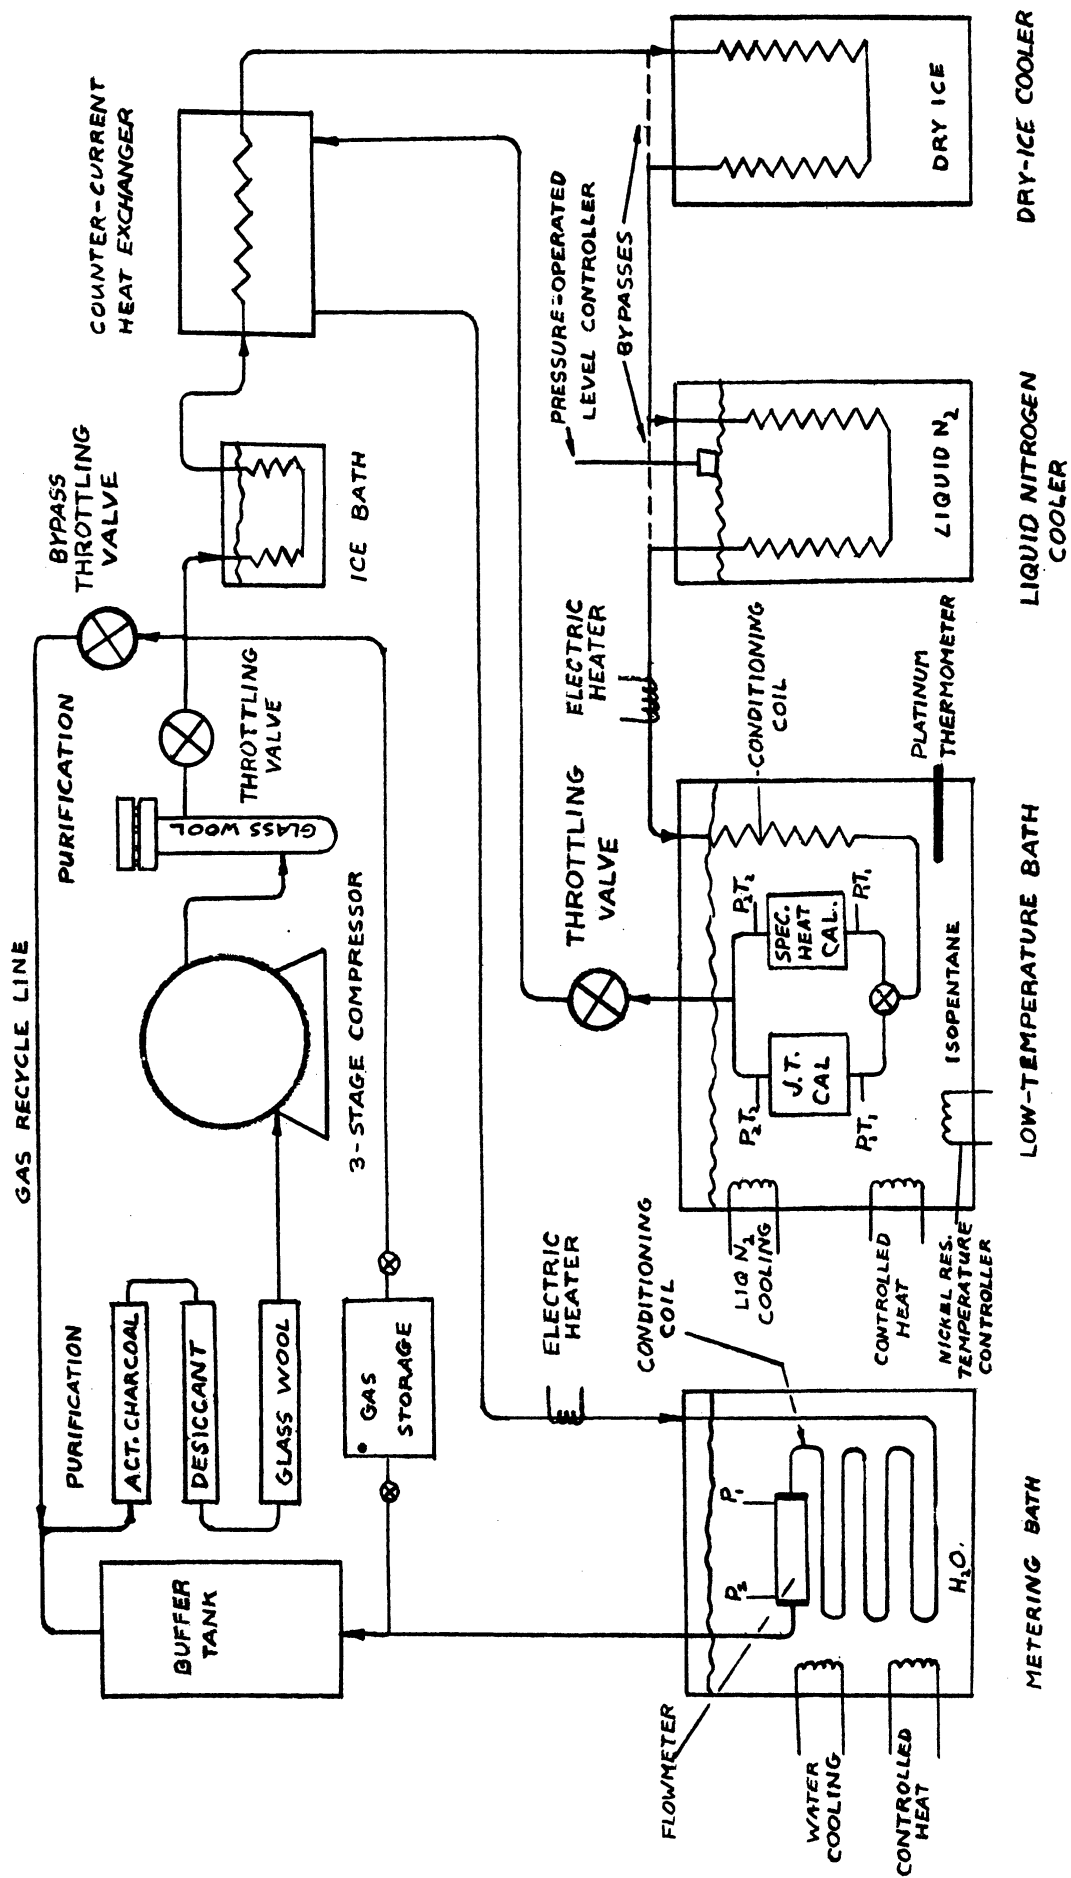 GAS RECYCLE LINE
PURIFICATION
ACT. CHARCOAL
DESICCANT
GLASS WOOL
BUFFER
TANK
GAS
STORAGE
3-STAGE COMPRESSOR
PURIFICATION
GLASS WOOL
THROTTLING
VALVE
BYPASS
THROTTLING
VALVE
ICE BATH
COUNTER-CURRENT
HEAT EXCHANGER
FLOWMETER
WATER
COOLING
CONTROLLED
HEAT
P₂
P₁
H₂O.
METERING BATH
ELECTRIC
HEATER
CONDITIONING
COIL
LIQ N₂
COOLING
CONTROLLED
HEAT
NICKEL RES.
TEMPERATURE
CONTROLLER
THROTTLING
VALVE
P₂T₂
J.T.
CAL
P₁T₁
P₂T₂
SPEC.
HEAT
CAL.
P₁T₁
ISOPENTANE
LOW-TEMPERATURE BATH
ELECTRIC
HEATER
CONDITIONING
COIL
PLATINUM
THERMOMETER
PRESSURE-OPERATED
LEVEL CONTROLLER
BYPASSES
LIQUID N₂
LIQUID NITROGEN
COOLER
DRY ICE
DRY-ICE COOLER